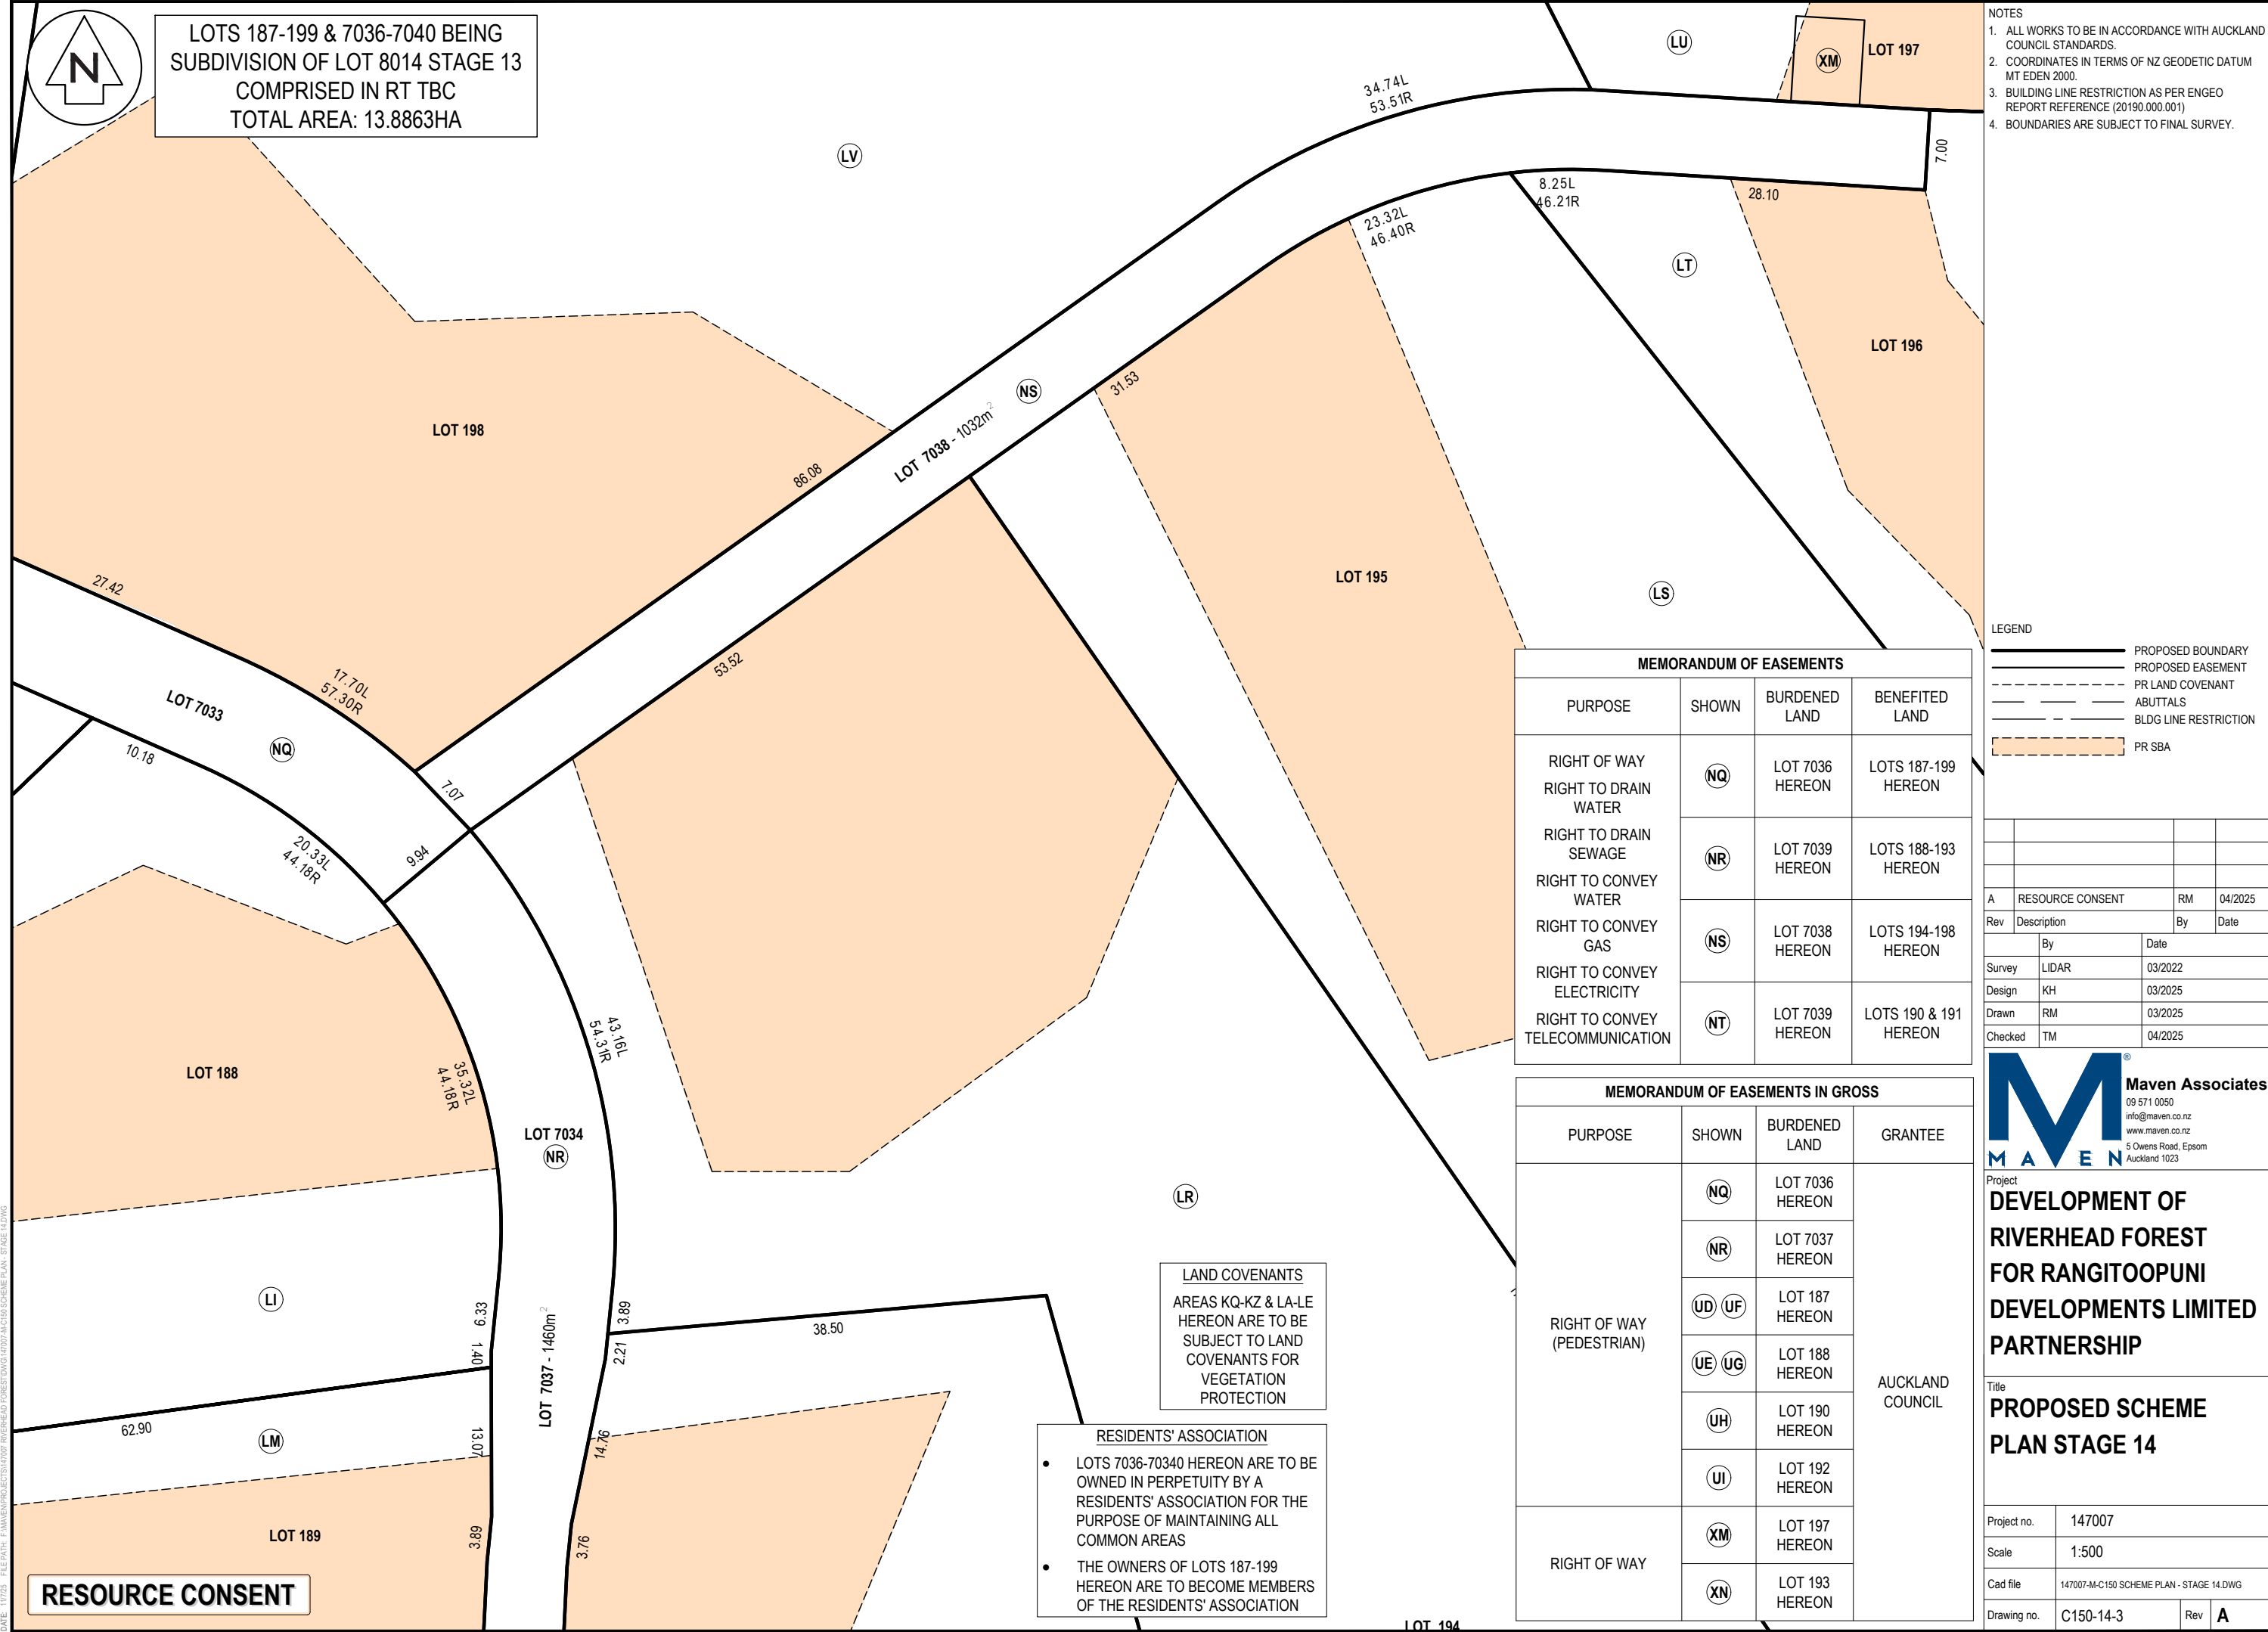 N
LOTS 187-199 & 7036-7040 BEING
SUBDIVISION OF LOT 8014 STAGE 13
COMPRISED IN RT TBC
TOTAL AREA: 13.8863HA
LU
XM
LOT 197
34.74L
53.51R
LV
7.00
8.25L
46.21R
28.10
23.32L
46.40R
LT
LOT 196
31.53
NS
LOT 7038 - 1032m²
LOT 198
86.08
LOT 195
LS
27.42
53.52
17.70L
57.30R
LOT 7033
NQ
10.18
7.07
9.94
20.33L
44.18R
43.16L
54.31R
35.32L
44.18R
LOT 188
LOT 7034
NR
LR
LI
6.33
1.40
3.89
2.21
38.50
LOT 7037 - 1460m²
62.90
LM
13.07
14.76
LOT 189
3.89
3.76
LOT 194
RESOURCE CONSENT
LAND COVENANTS
AREAS KQ-KZ & LA-LE
HEREON ARE TO BE
SUBJECT TO LAND
COVENANTS FOR
VEGETATION
PROTECTION
RESIDENTS' ASSOCIATION
• LOTS 7036-70340 HEREON ARE TO BE
OWNED IN PERPETUITY BY A
RESIDENTS' ASSOCIATION FOR THE
PURPOSE OF MAINTAINING ALL
COMMON AREAS
• THE OWNERS OF LOTS 187-199
HEREON ARE TO BECOME MEMBERS
OF THE RESIDENTS' ASSOCIATION
MEMORANDUM OF EASEMENTS
PURPOSE SHOWN BURDENED LAND BENEFITED LAND
RIGHT OF WAY
RIGHT TO DRAIN
WATER
RIGHT TO DRAIN
SEWAGE
RIGHT TO CONVEY
WATER
RIGHT TO CONVEY
GAS
RIGHT TO CONVEY
ELECTRICITY
RIGHT TO CONVEY
TELECOMMUNICATION
NQ LOT 7036 HEREON LOTS 187-199 HEREON
NR LOT 7039 HEREON LOTS 188-193 HEREON
NS LOT 7038 HEREON LOTS 194-198 HEREON
NT LOT 7039 HEREON LOTS 190 & 191 HEREON
MEMORANDUM OF EASEMENTS IN GROSS
PURPOSE SHOWN BURDENED LAND GRANTEE
RIGHT OF WAY
(PEDESTRIAN)
NQ LOT 7036 HEREON
NR LOT 7037 HEREON
UD UF LOT 187 HEREON
UE UG LOT 188 HEREON
UH LOT 190 HEREON
UI LOT 192 HEREON
RIGHT OF WAY
XM LOT 197 HEREON
XN LOT 193 HEREON
AUCKLAND
COUNCIL
NOTES
1. ALL WORKS TO BE IN ACCORDANCE WITH AUCKLAND
COUNCIL STANDARDS.
2. COORDINATES IN TERMS OF NZ GEODETIC DATUM
MT EDEN 2000.
3. BUILDING LINE RESTRICTION AS PER ENGEO
REPORT REFERENCE (20190.000.001)
4. BOUNDARIES ARE SUBJECT TO FINAL SURVEY.
LEGEND
PROPOSED BOUNDARY
PROPOSED EASEMENT
PR LAND COVENANT
ABUTTALS
BLDG LINE RESTRICTION
PR SBA
A RESOURCE CONSENT RM 04/2025
Rev Description By Date
By Date
Survey LIDAR 03/2022
Design KH 03/2025
Drawn RM 03/2025
Checked TM 04/2025
MAVEN ®
Maven Associates
09 571 0050
info@maven.co.nz
www.maven.co.nz
5 Owens Road, Epsom
Auckland 1023
Project
DEVELOPMENT OF
RIVERHEAD FOREST
FOR RANGITOOPUNI
DEVELOPMENTS LIMITED
PARTNERSHIP
Title
PROPOSED SCHEME
PLAN STAGE 14
Project no. 147007
Scale 1:500
Cad file 147007-M-C150 SCHEME PLAN - STAGE 14.DWG
Drawing no. C150-14-3 Rev A